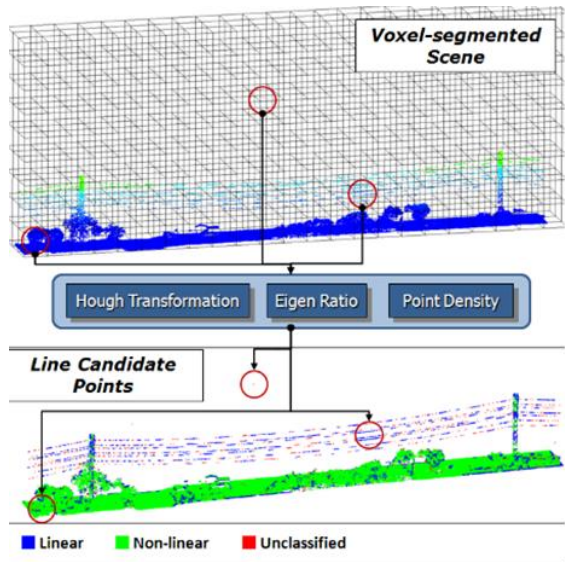 Voxel-segmented
Scene
Hough Transformation
Eigen Ratio
Point Density
Line Candidate
Points
Linear
Non-linear
Unclassified